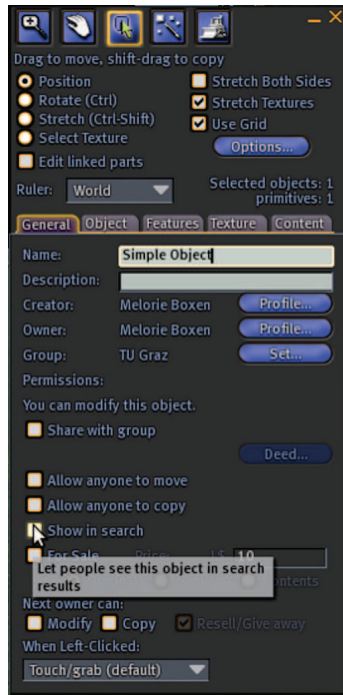 Drag to move, shift-drag to copy
Position
Stretch Both Sides
Rotate (Ctrl)
Stretch Textures
Stretch (Ctrl-Shift)
Use Grid
Select Texture
Options...
Edit linked parts
Ruler: World
Selected objects: 1
primitives: 1
General Object Features Texture Content
Name: Simple Object
Description:
Creator: Melorie Boxen Profile...
Owner: Melorie Boxen Profile...
Group: TU Graz Set...
Permissions:
You can modify this object.
Share with group
Deed...
Allow anyone to move
Allow anyone to copy
Show in search
For Sale Price: L$ 10
Let people see this object in search
results
Next owner can:
Modify Copy Resell/Give away
When Left-Clicked:
Touch/grab (default)